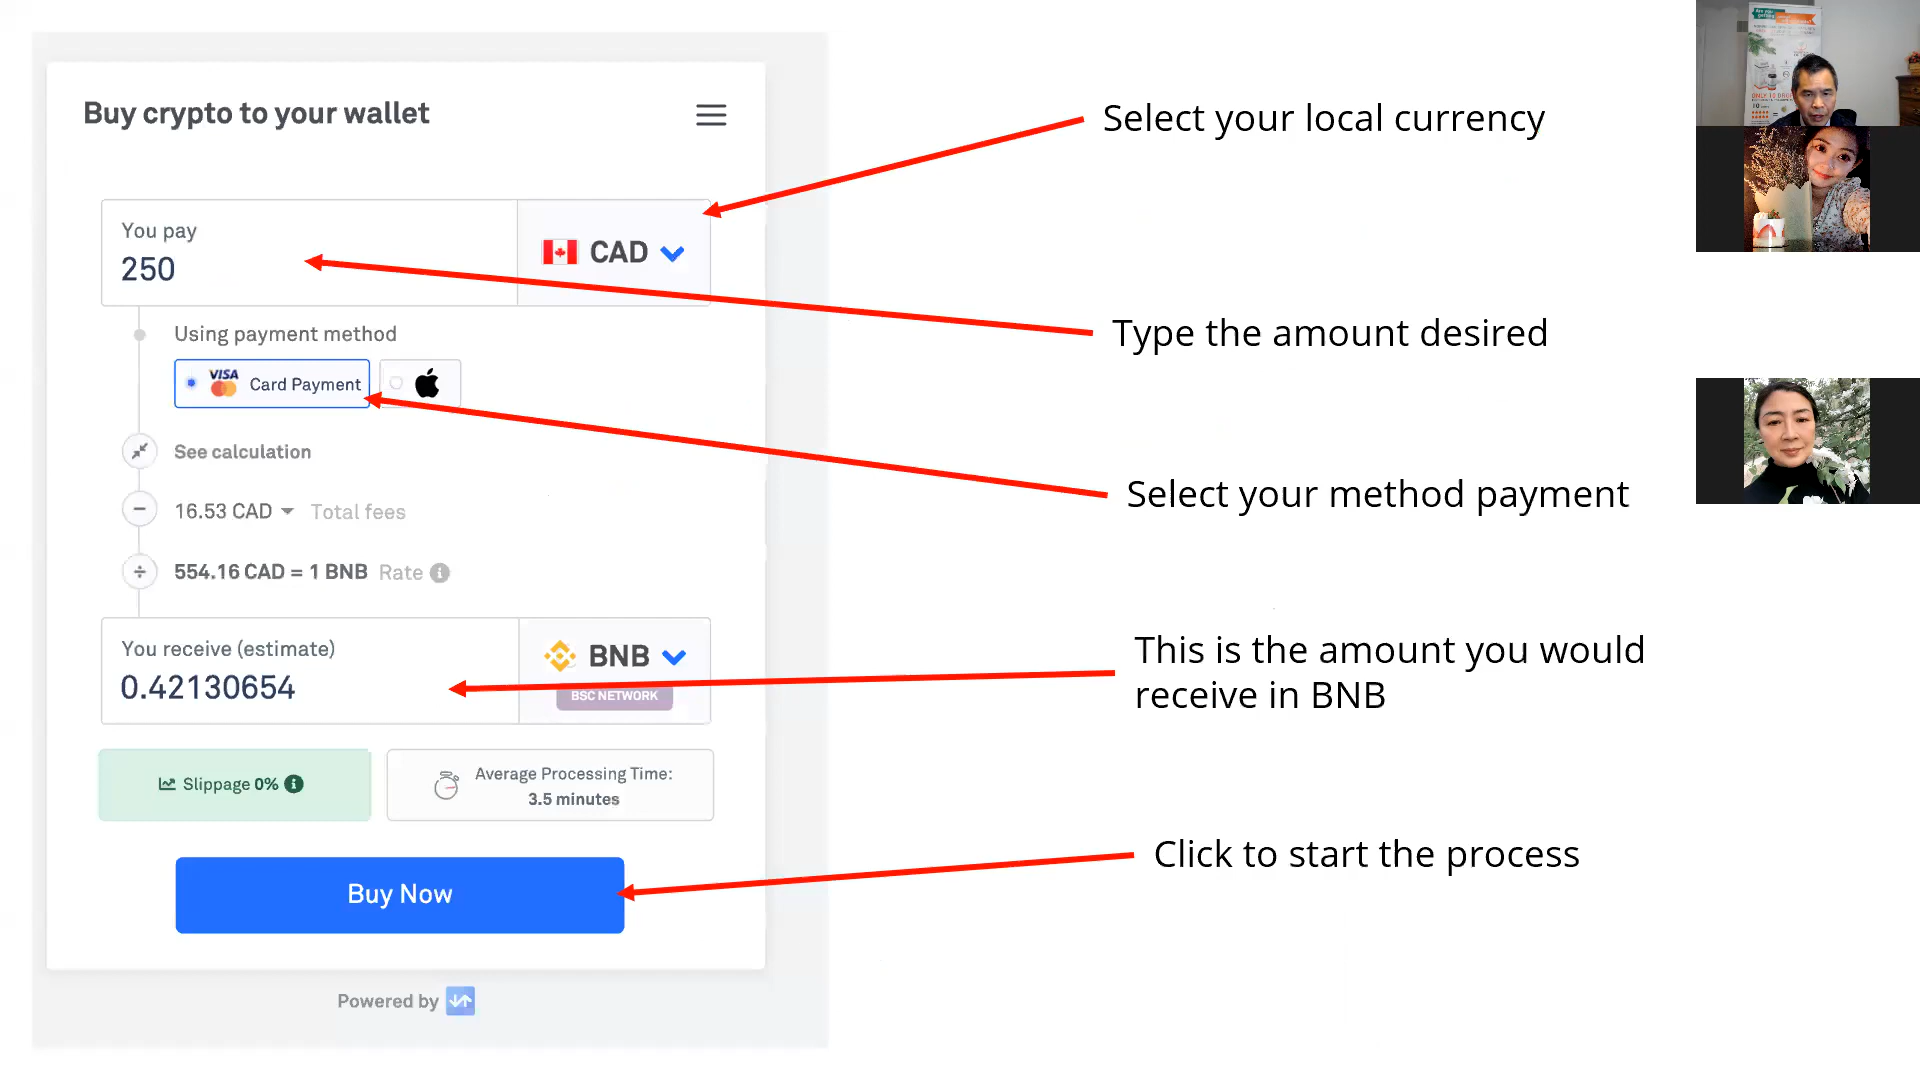 Buy crypto to your wallet
Select your local currency
You pay
250
CAD
Type the amount desired
Using payment method
VISA
Card Payment
See calculation
Select your method payment
16.53 CAD Total fees
554.16 CAD = 1 BNB Rate
This is the amount you would
receive in BNB
You receive (estimate)
0.42130654
BNB
BSC NETWORK
Slippage 0%
Average Processing Time:
3.5 minutes
Click to start the process
Buy Now
Powered by